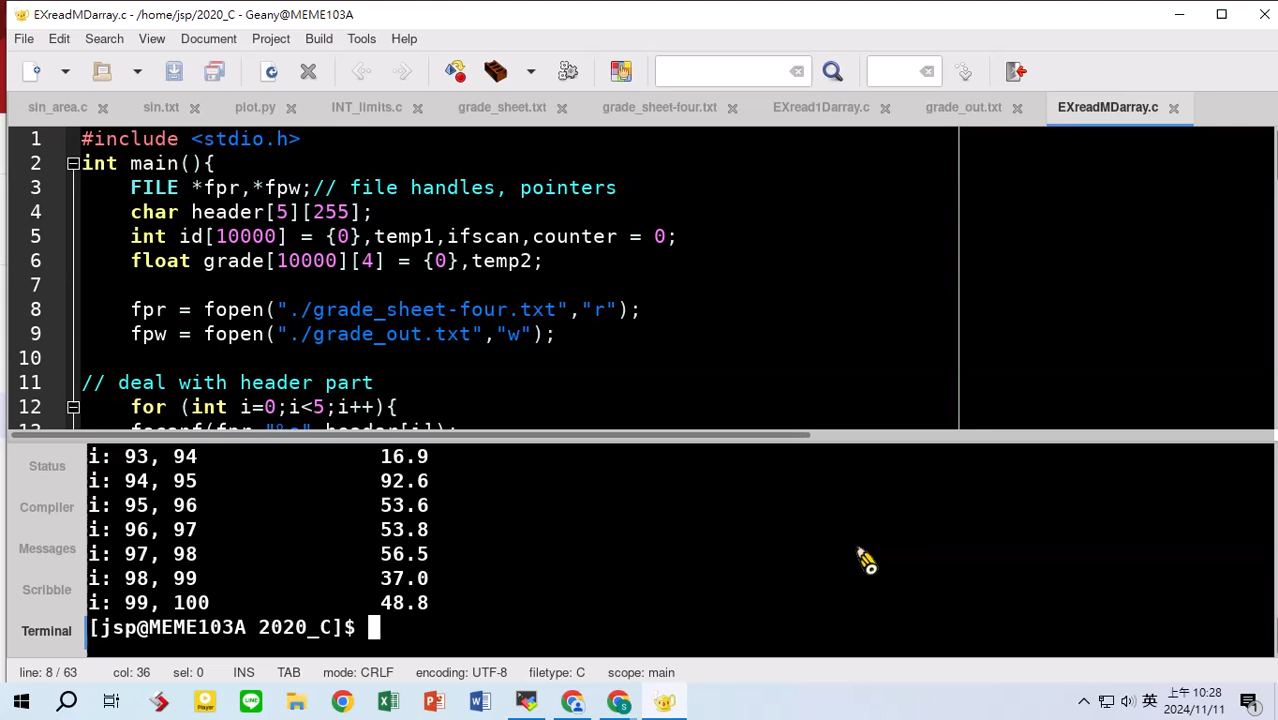 EXreadMDarray.c - /home/jsp/2020_C - Geany@MEME103A
File Edit Search View Document Project Build Tools Help
sin_area.c sin.txt plot.py INT_limits.c grade_sheet.txt grade_sheet-four.txt EXread1Darray.c grade_out.txt EXreadMDarray.c
1 #include <stdio.h>
2 int main(){
3 FILE *fpr,*fpw;// file handles, pointers
4 char header[5][255];
5 int id[10000] = {0},temp1,ifscan,counter = 0;
6 float grade[10000][4] = {0},temp2;
7
8 fpr = fopen("./grade_sheet-four.txt","r");
9 fpw = fopen("./grade_out.txt","w");
10
11 // deal with header part
12 for (int i=0;i<5;i++){
13 fscanf(fpr,"%s",header[i]);
Status
Compiler
Messages
Scribble
Terminal
i: 93, 94 16.9
i: 94, 95 92.6
i: 95, 96 53.6
i: 96, 97 53.8
i: 97, 98 56.5
i: 98, 99 37.0
i: 99, 100 48.8
[jsp@MEME103A 2020_C]$
line: 8 / 63 col: 36 sel: 0 INS TAB mode: CRLF encoding: UTF-8 filetype: C scope: main
英 上午 10:28
2024/11/11